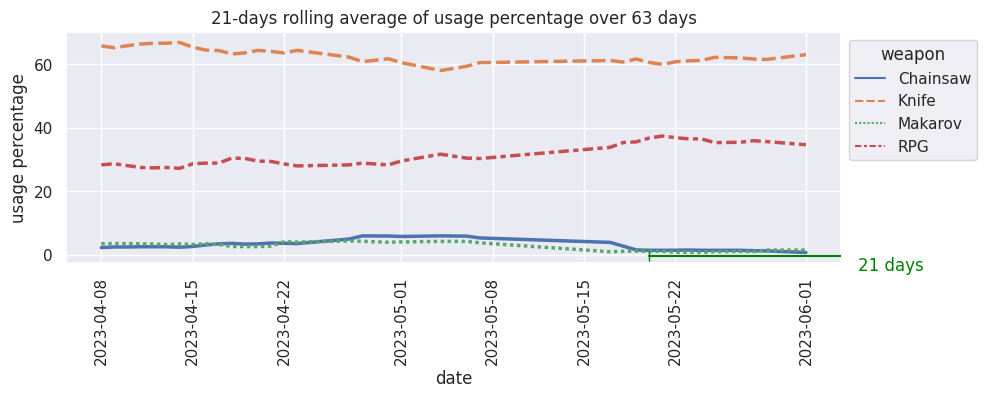 21-days rolling average of usage percentage over 63 days
usage percentage
60
40
20
0
weapon
Chainsaw
Knife
Makarov
RPG
21 days
2023-04-08
2023-04-15
2023-04-22
2023-05-01
2023-05-08
2023-05-15
2023-05-22
2023-06-01
date